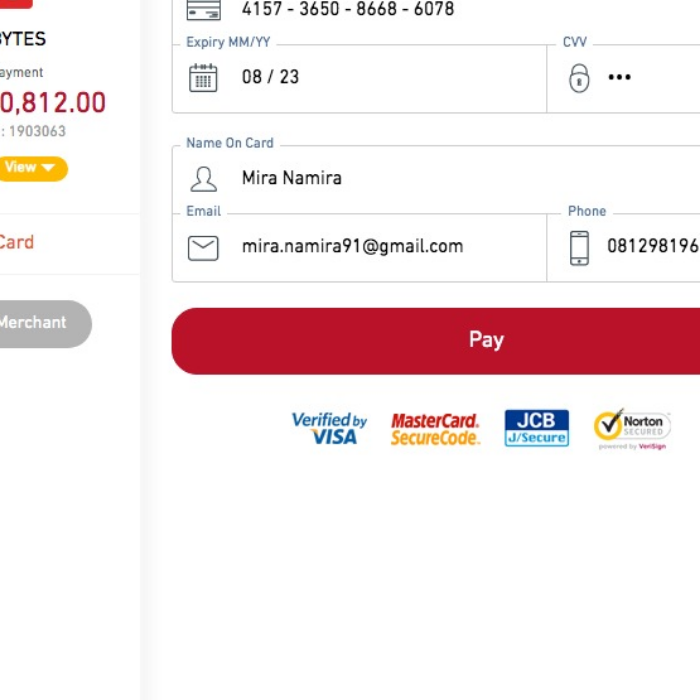 4157 - 3650 - 8668 - 6078
BYTES
Expiry MM/YY
CVV
ayment
08 / 23
0,812.00
: 1903063
Name On Card
View
Mira Namira
Email
Phone
Card
mira.namira91@gmail.com
081298196
Merchant
Pay
Verified by
VISA
MasterCard.
SecureCode.
JCB
J/Secure
Norton
SECURED
powered by VeriSign